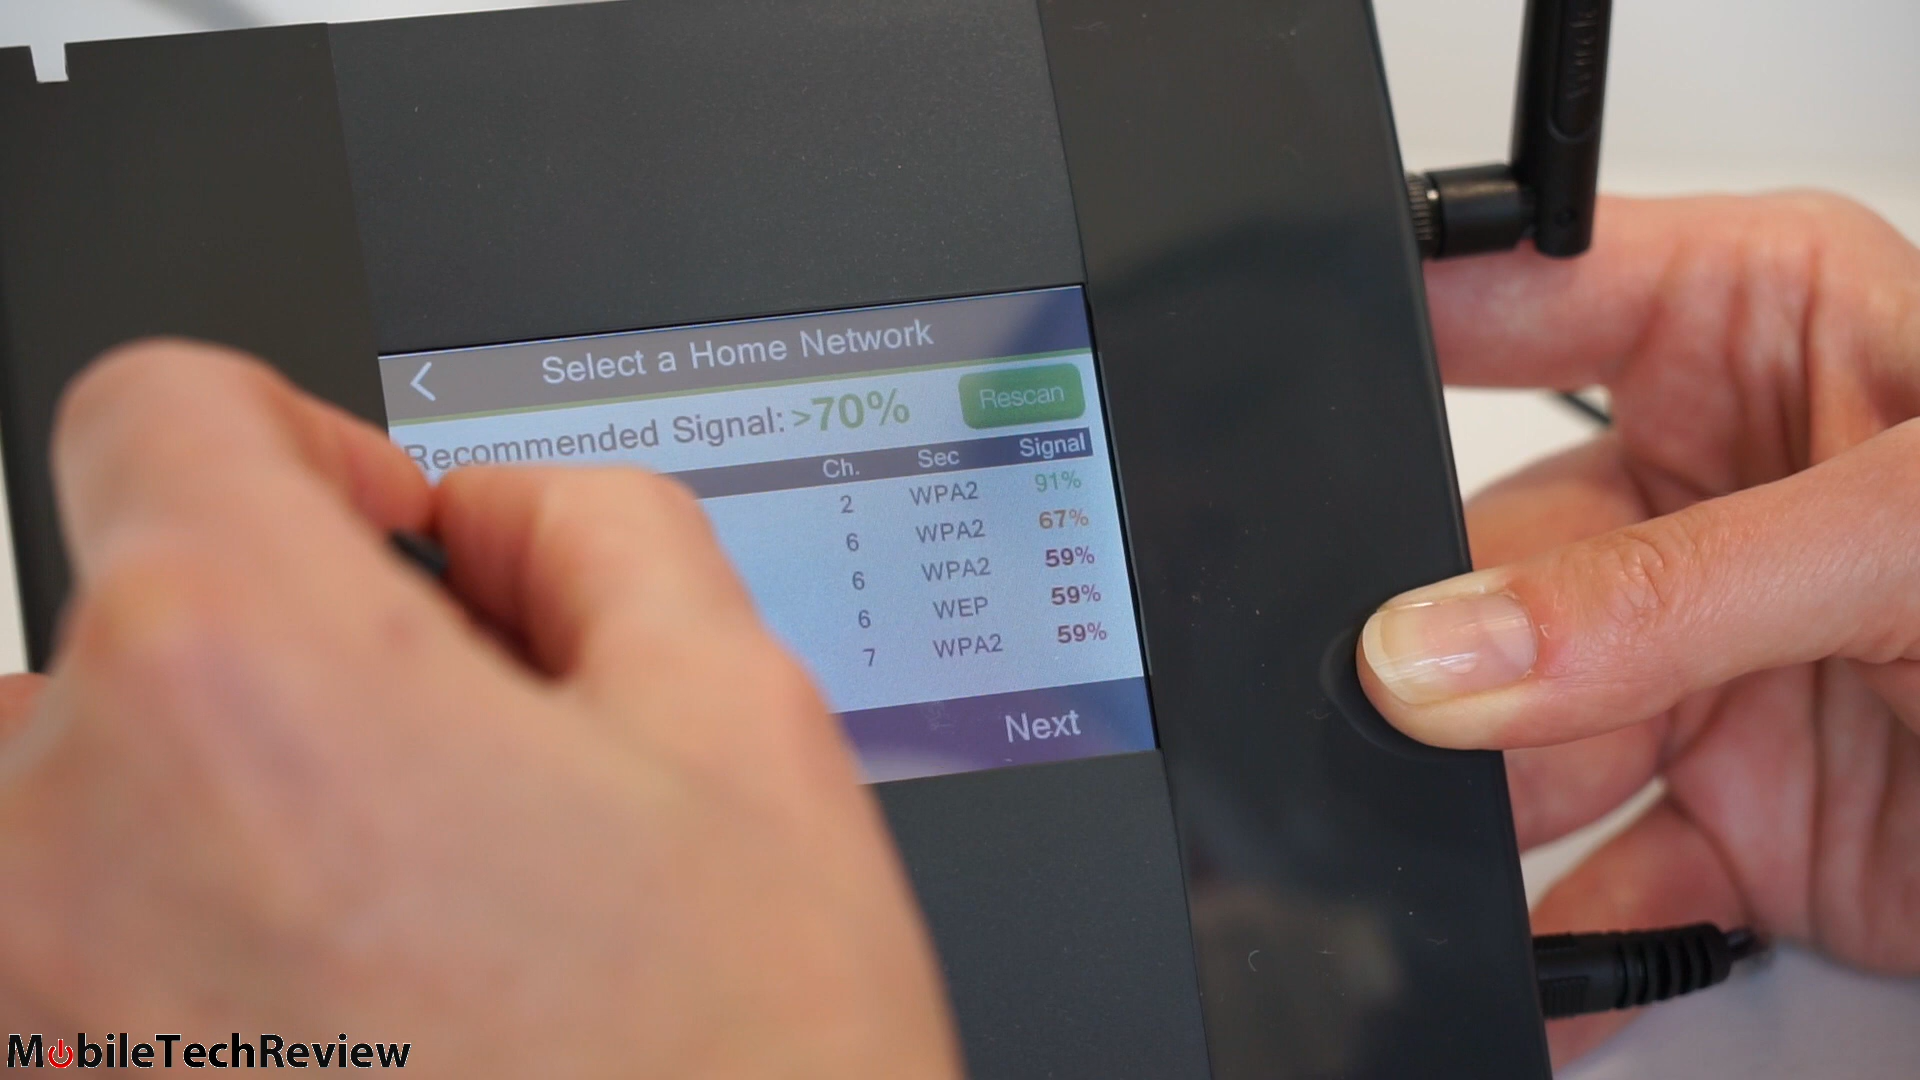 Select a Home Network
Recommended Signal: >70%
Rescan
Ch. Sec Signal
2 WPA2 91%
6 WPA2 67%
6 WPA2 59%
6 WEP 59%
7 WPA2 59%
Next
MobileTechReview